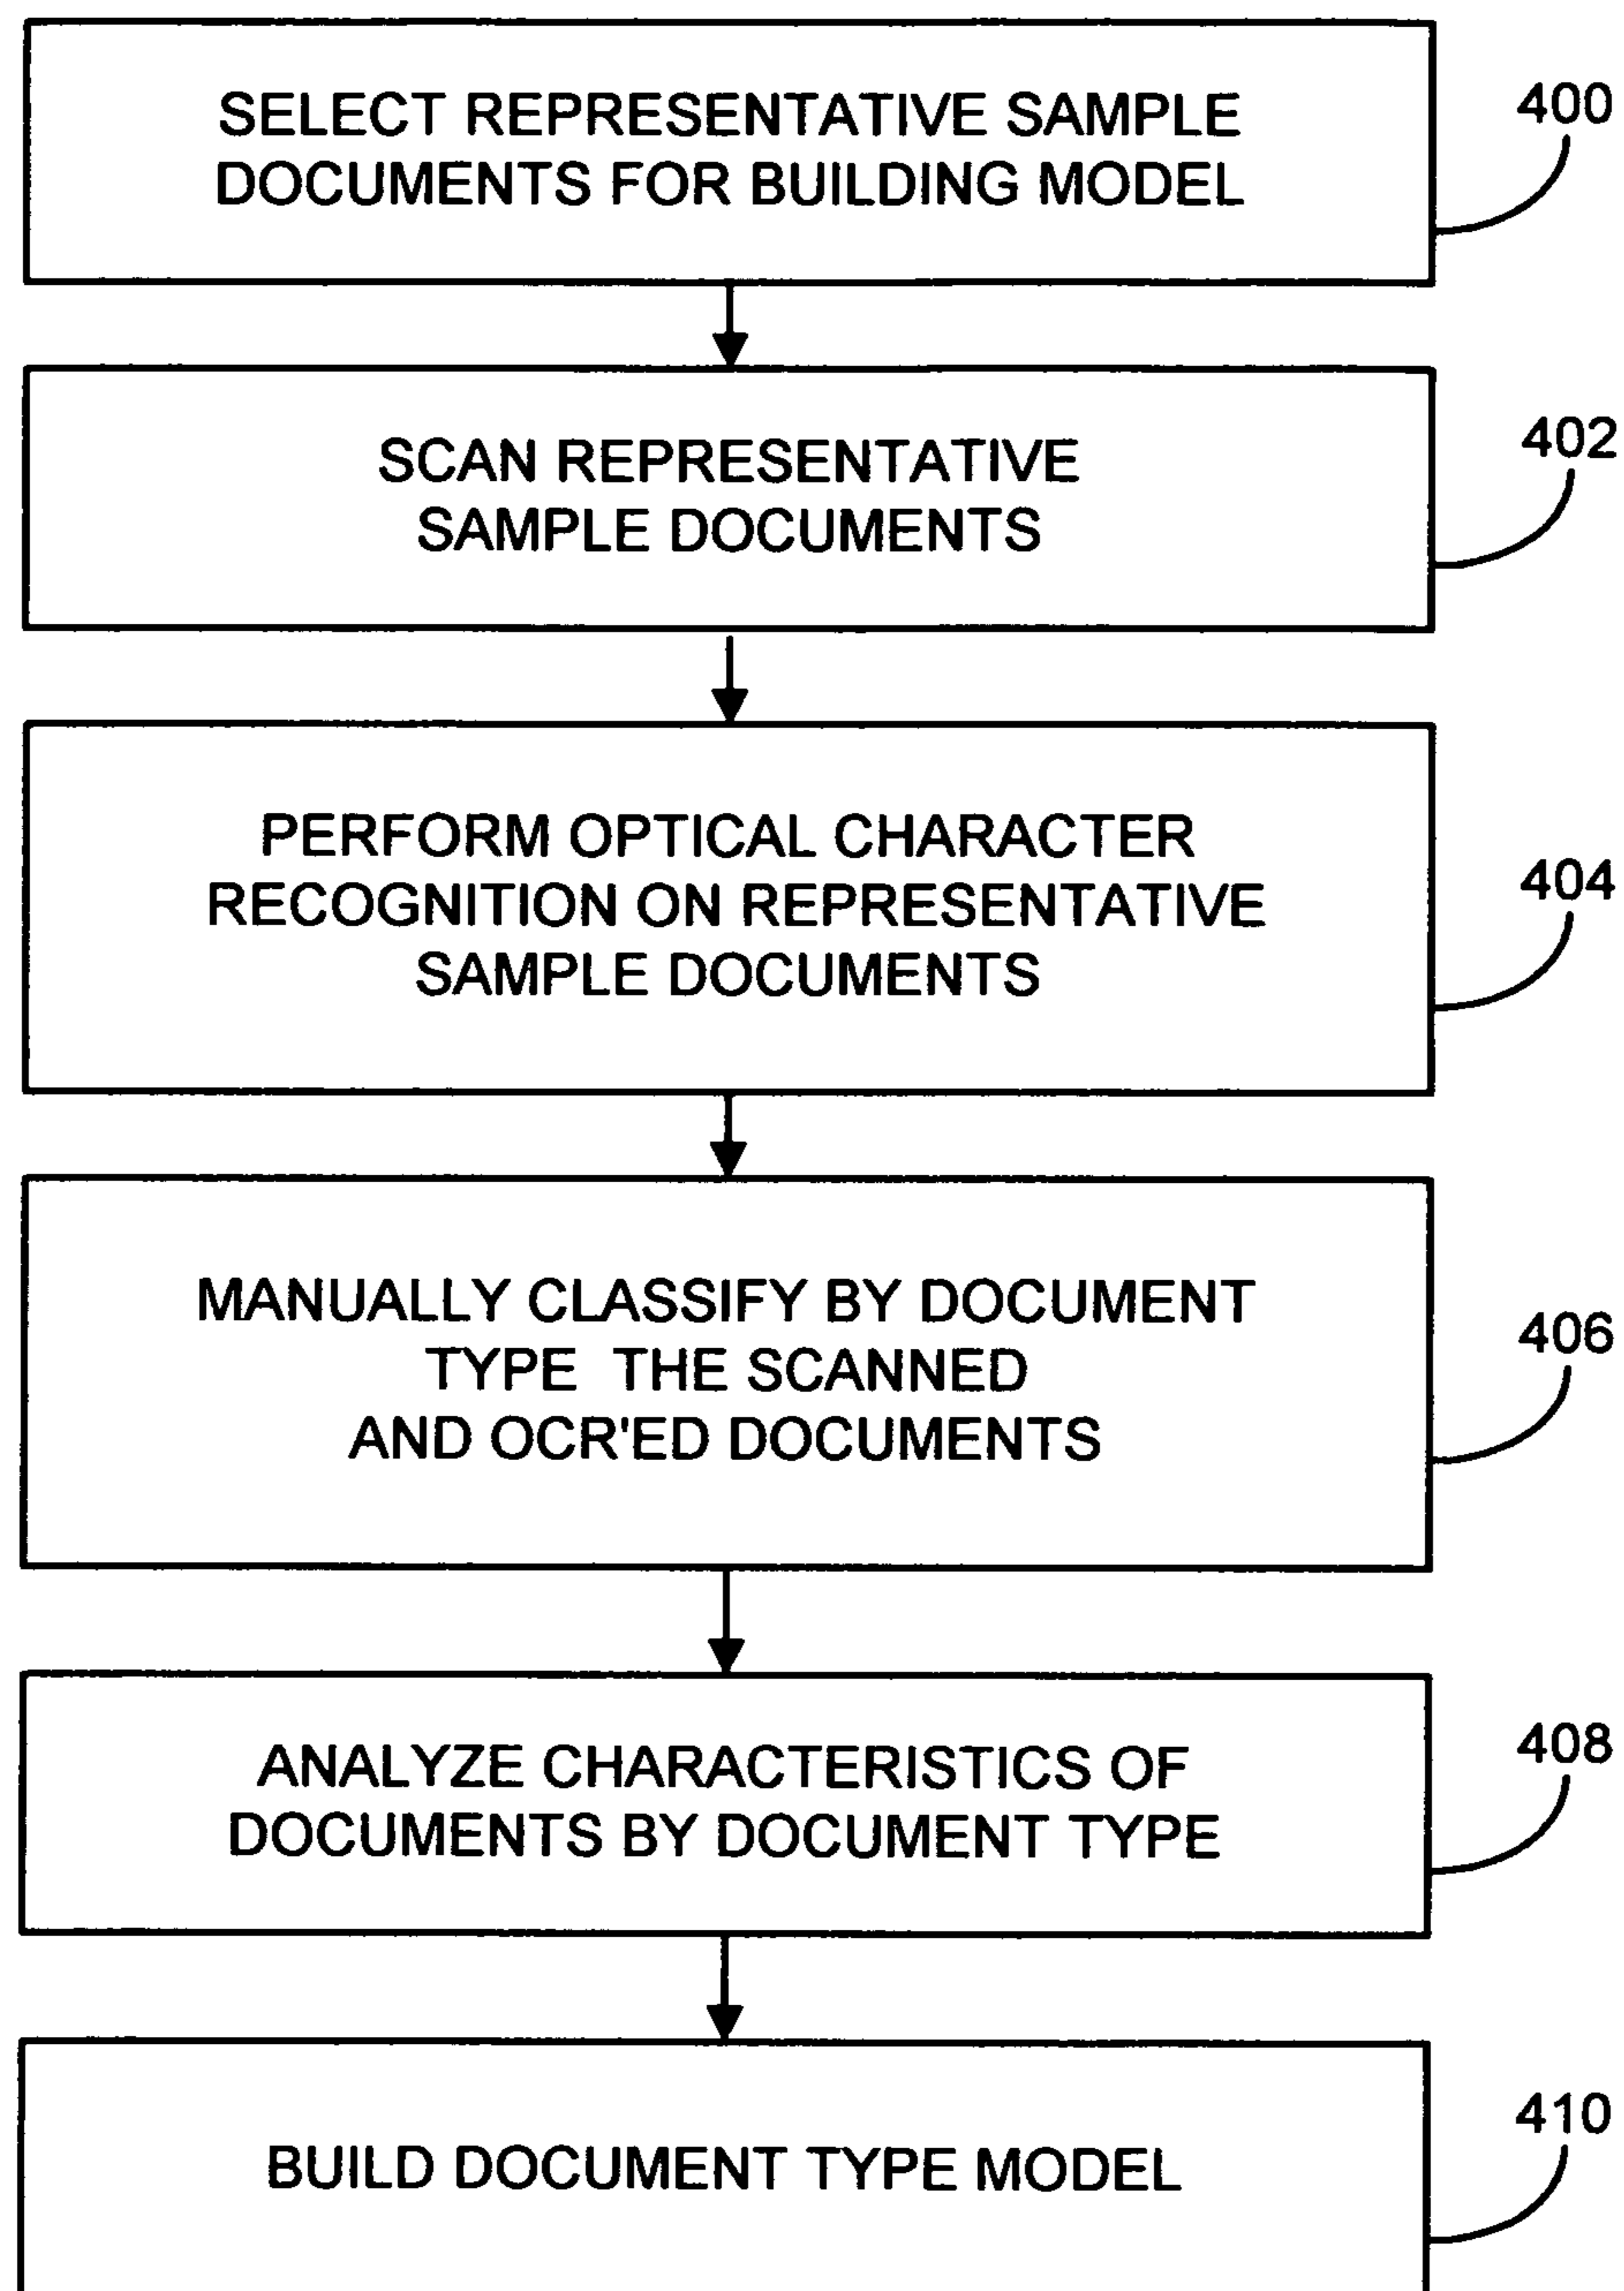 SELECT REPRESENTATIVE SAMPLE
DOCUMENTS FOR BUILDING MODEL
400
SCAN REPRESENTATIVE
SAMPLE DOCUMENTS
402
PERFORM OPTICAL CHARACTER
RECOGNITION ON REPRESENTATIVE
SAMPLE DOCUMENTS
404
MANUALLY CLASSIFY BY DOCUMENT
TYPE THE SCANNED
AND OCR'ED DOCUMENTS
406
ANALYZE CHARACTERISTICS OF
DOCUMENTS BY DOCUMENT TYPE
408
BUILD DOCUMENT TYPE MODEL
410